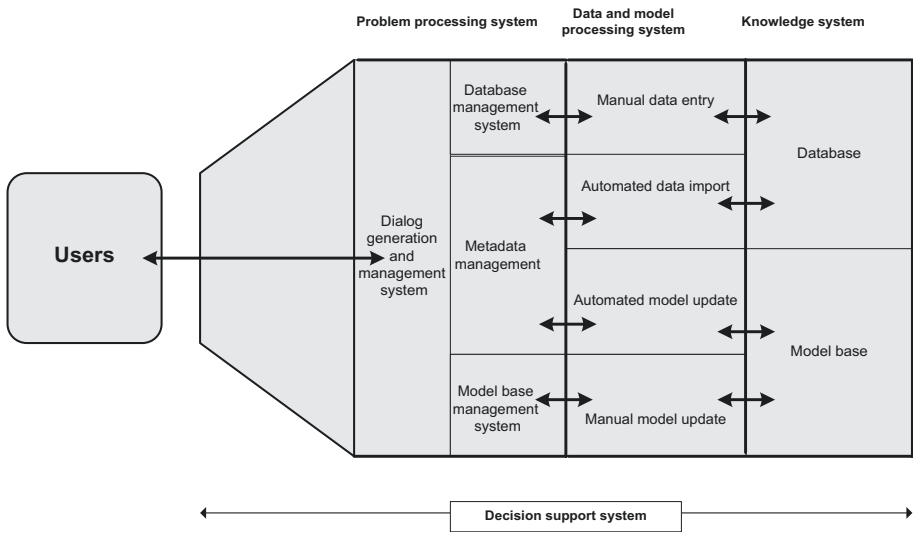 Problem processing system
Data and model
processing system
Knowledge system
Users
Dialog
generation
and
management
system
Database
management
system
Metadata
management
Model base
management
system
Manual data entry
Automated data import
Automated model update
Manual model update
Database
Model base
Decision support system